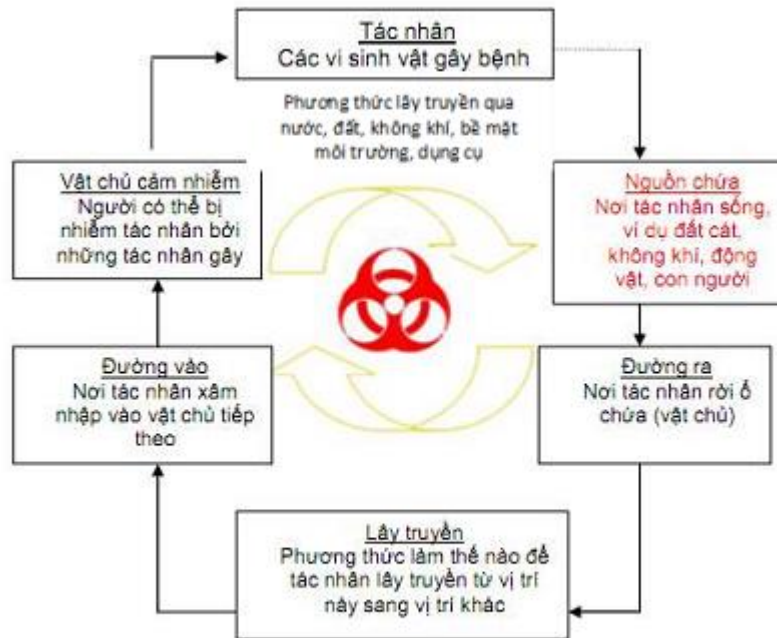 Tác nhân
Các vi sinh vật gây bệnh
Phương thức lây truyền qua
nước, đất, không khí, bề mặt
môi trường, dụng cụ
Vật chủ cảm nhiễm
Người có thể bị
nhiễm tác nhân bởi
những tác nhân gây
Nguồn chứa
Nơi tác nhân sống,
ví dụ đất cát,
không khí, động
vật, con người
Đường vào
Nơi tác nhân xâm
nhập vào vật chủ tiếp
theo
Đường ra
Nơi tác nhân rời ổ
chứa (vật chủ)
Lây truyền
Phương thức làm thế nào để
tác nhân lây truyền từ vị trí
này sang vị trí khác